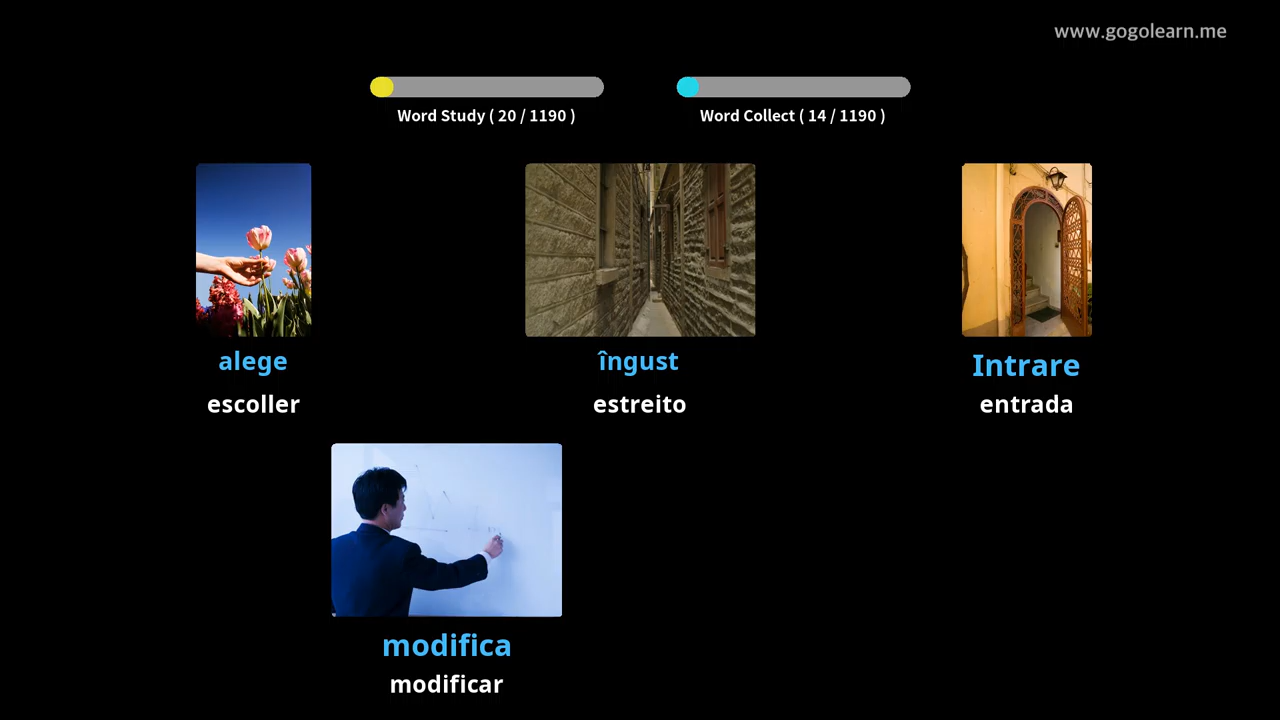 www.gogolearn.me
Word Study ( 20 / 1190 )
Word Collect ( 14 / 1190 )
alege
îngust
Intrare
escoller
estreito
entrada
modifica
modificar